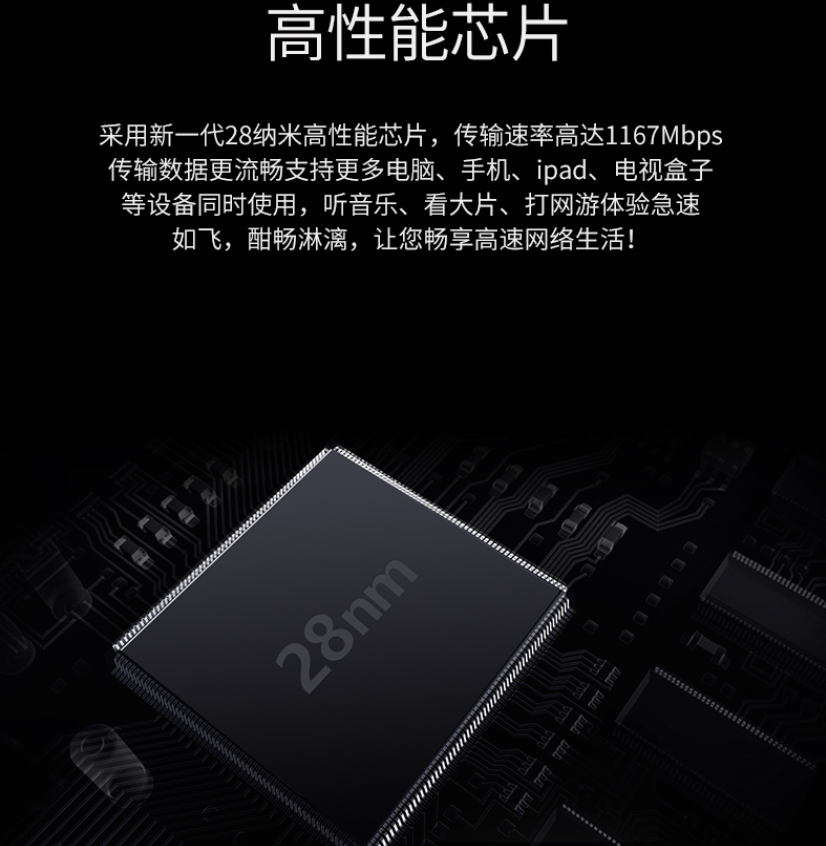 高性能芯片
采用新一代28纳米高性能芯片，传输速率高达1167Mbps
传输数据更流畅支持更多电脑、手机、ipad、电视盒子
等设备同时使用，听音乐、看大片、打网游体验急速
如飞，酣畅淋漓，让您畅享高速网络生活！
28nm